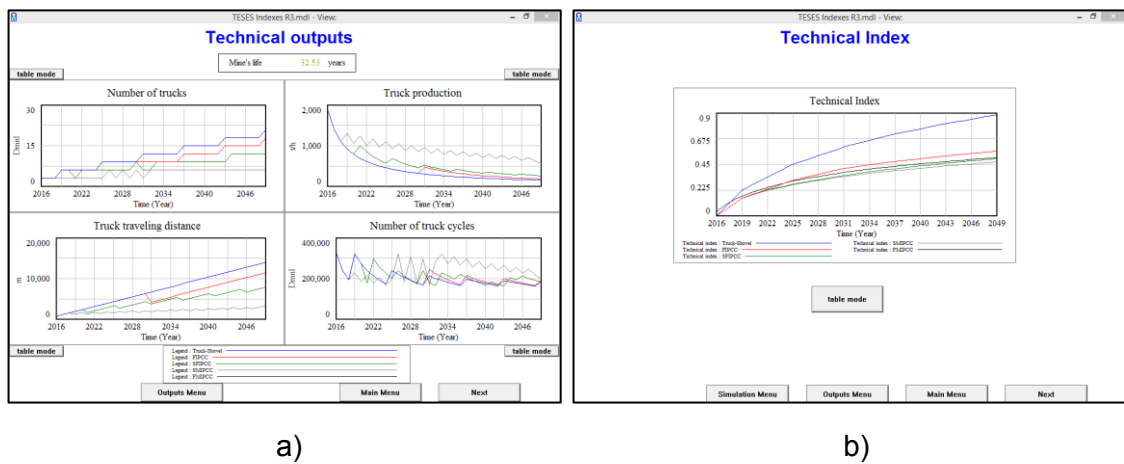 TESES Indexes R3.mdl - View:
Technical outputs
Mine's life 32.53 years
table mode
table mode
Number of trucks
30
15
0
Dmnl
2016 2022 2028 2034 2040 2046
Time (Year)
Truck production
2,000
1,000
0
t/h
2016 2022 2028 2034 2040 2046
Time (Year)
Truck traveling distance
20,000
10,000
0
m
2016 2022 2028 2034 2040 2046
Time (Year)
Number of truck cycles
400,000
200,000
0
Dmnl
2016 2022 2028 2034 2040 2046
Time (Year)
table mode
table mode
Legend : Truck-Shovel
Legend : FIPCC
Legend : SFIPCC
Legend : SMIPCC
Legend : FMIPCC
Outputs Menu
Main Menu
Next
a)
TESES Indexes R3.mdl - View:
Technical Index
Technical Index
0.9
0.675
0.45
0.225
0
2016 2019 2022 2025 2028 2031 2034 2037 2040 2043 2046 2049
Time (Year)
Technical index : Truck-Shovel
Technical index : FIPCC
Technical index : SFIPCC
Technical index : SMIPCC
Technical index : FMIPCC
table mode
Simulation Menu
Outputs Menu
Main Menu
Next
b)